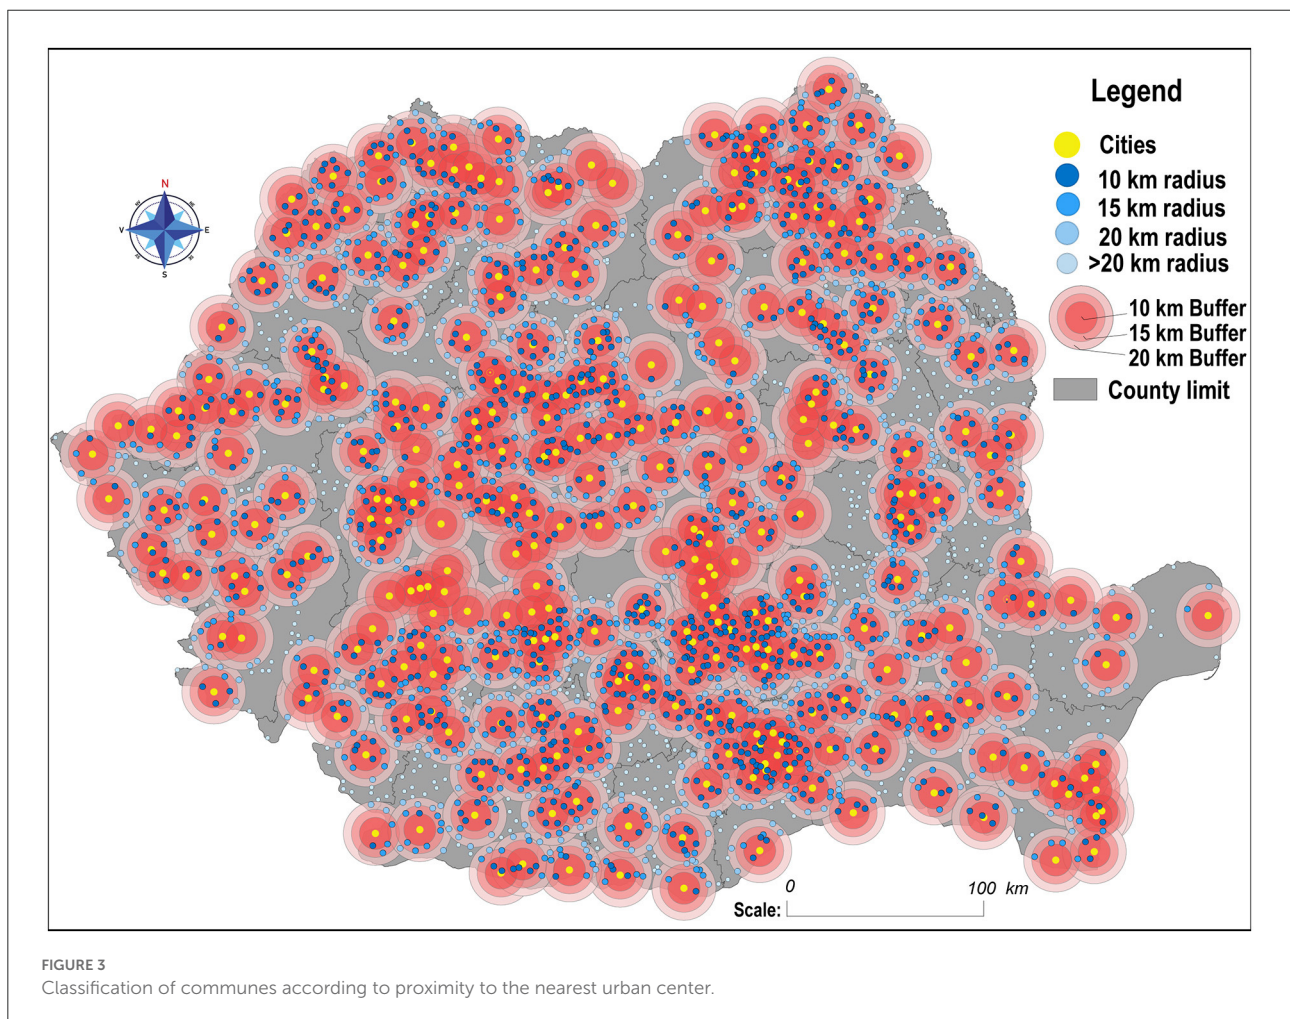 Legend
Cities
10 km radius
15 km radius
20 km radius
>20 km radius
10 km Buffer
15 km Buffer
20 km Buffer
County limit
N
V
E
S
0
100 km
Scale:
FIGURE 3
Classification of communes according to proximity to the nearest urban center.